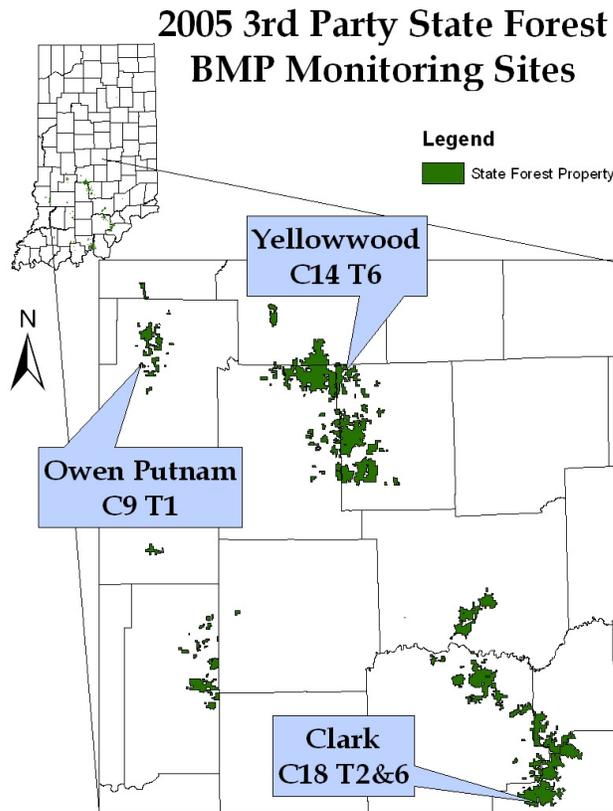 2005 3rd Party State Forest
BMP Monitoring Sites
Legend
State Forest Property
Yellowwood
C14 T6
N
Owen Putnam
C9 T1
Clark
C18 T2&6